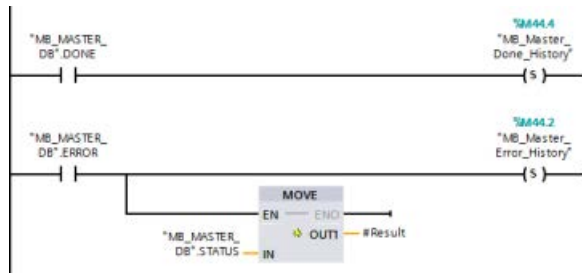 %M44.4
"MB_MASTER_
DB".DONE
"MB_Master_
Done_History"
S
%M44.2
"MB_MASTER_
DB".ERROR
"MB_Master_
Error_History"
S
MOVE
EN
ENO
OUT1
#Result
"MB_MASTER_
DB".STATUS
IN